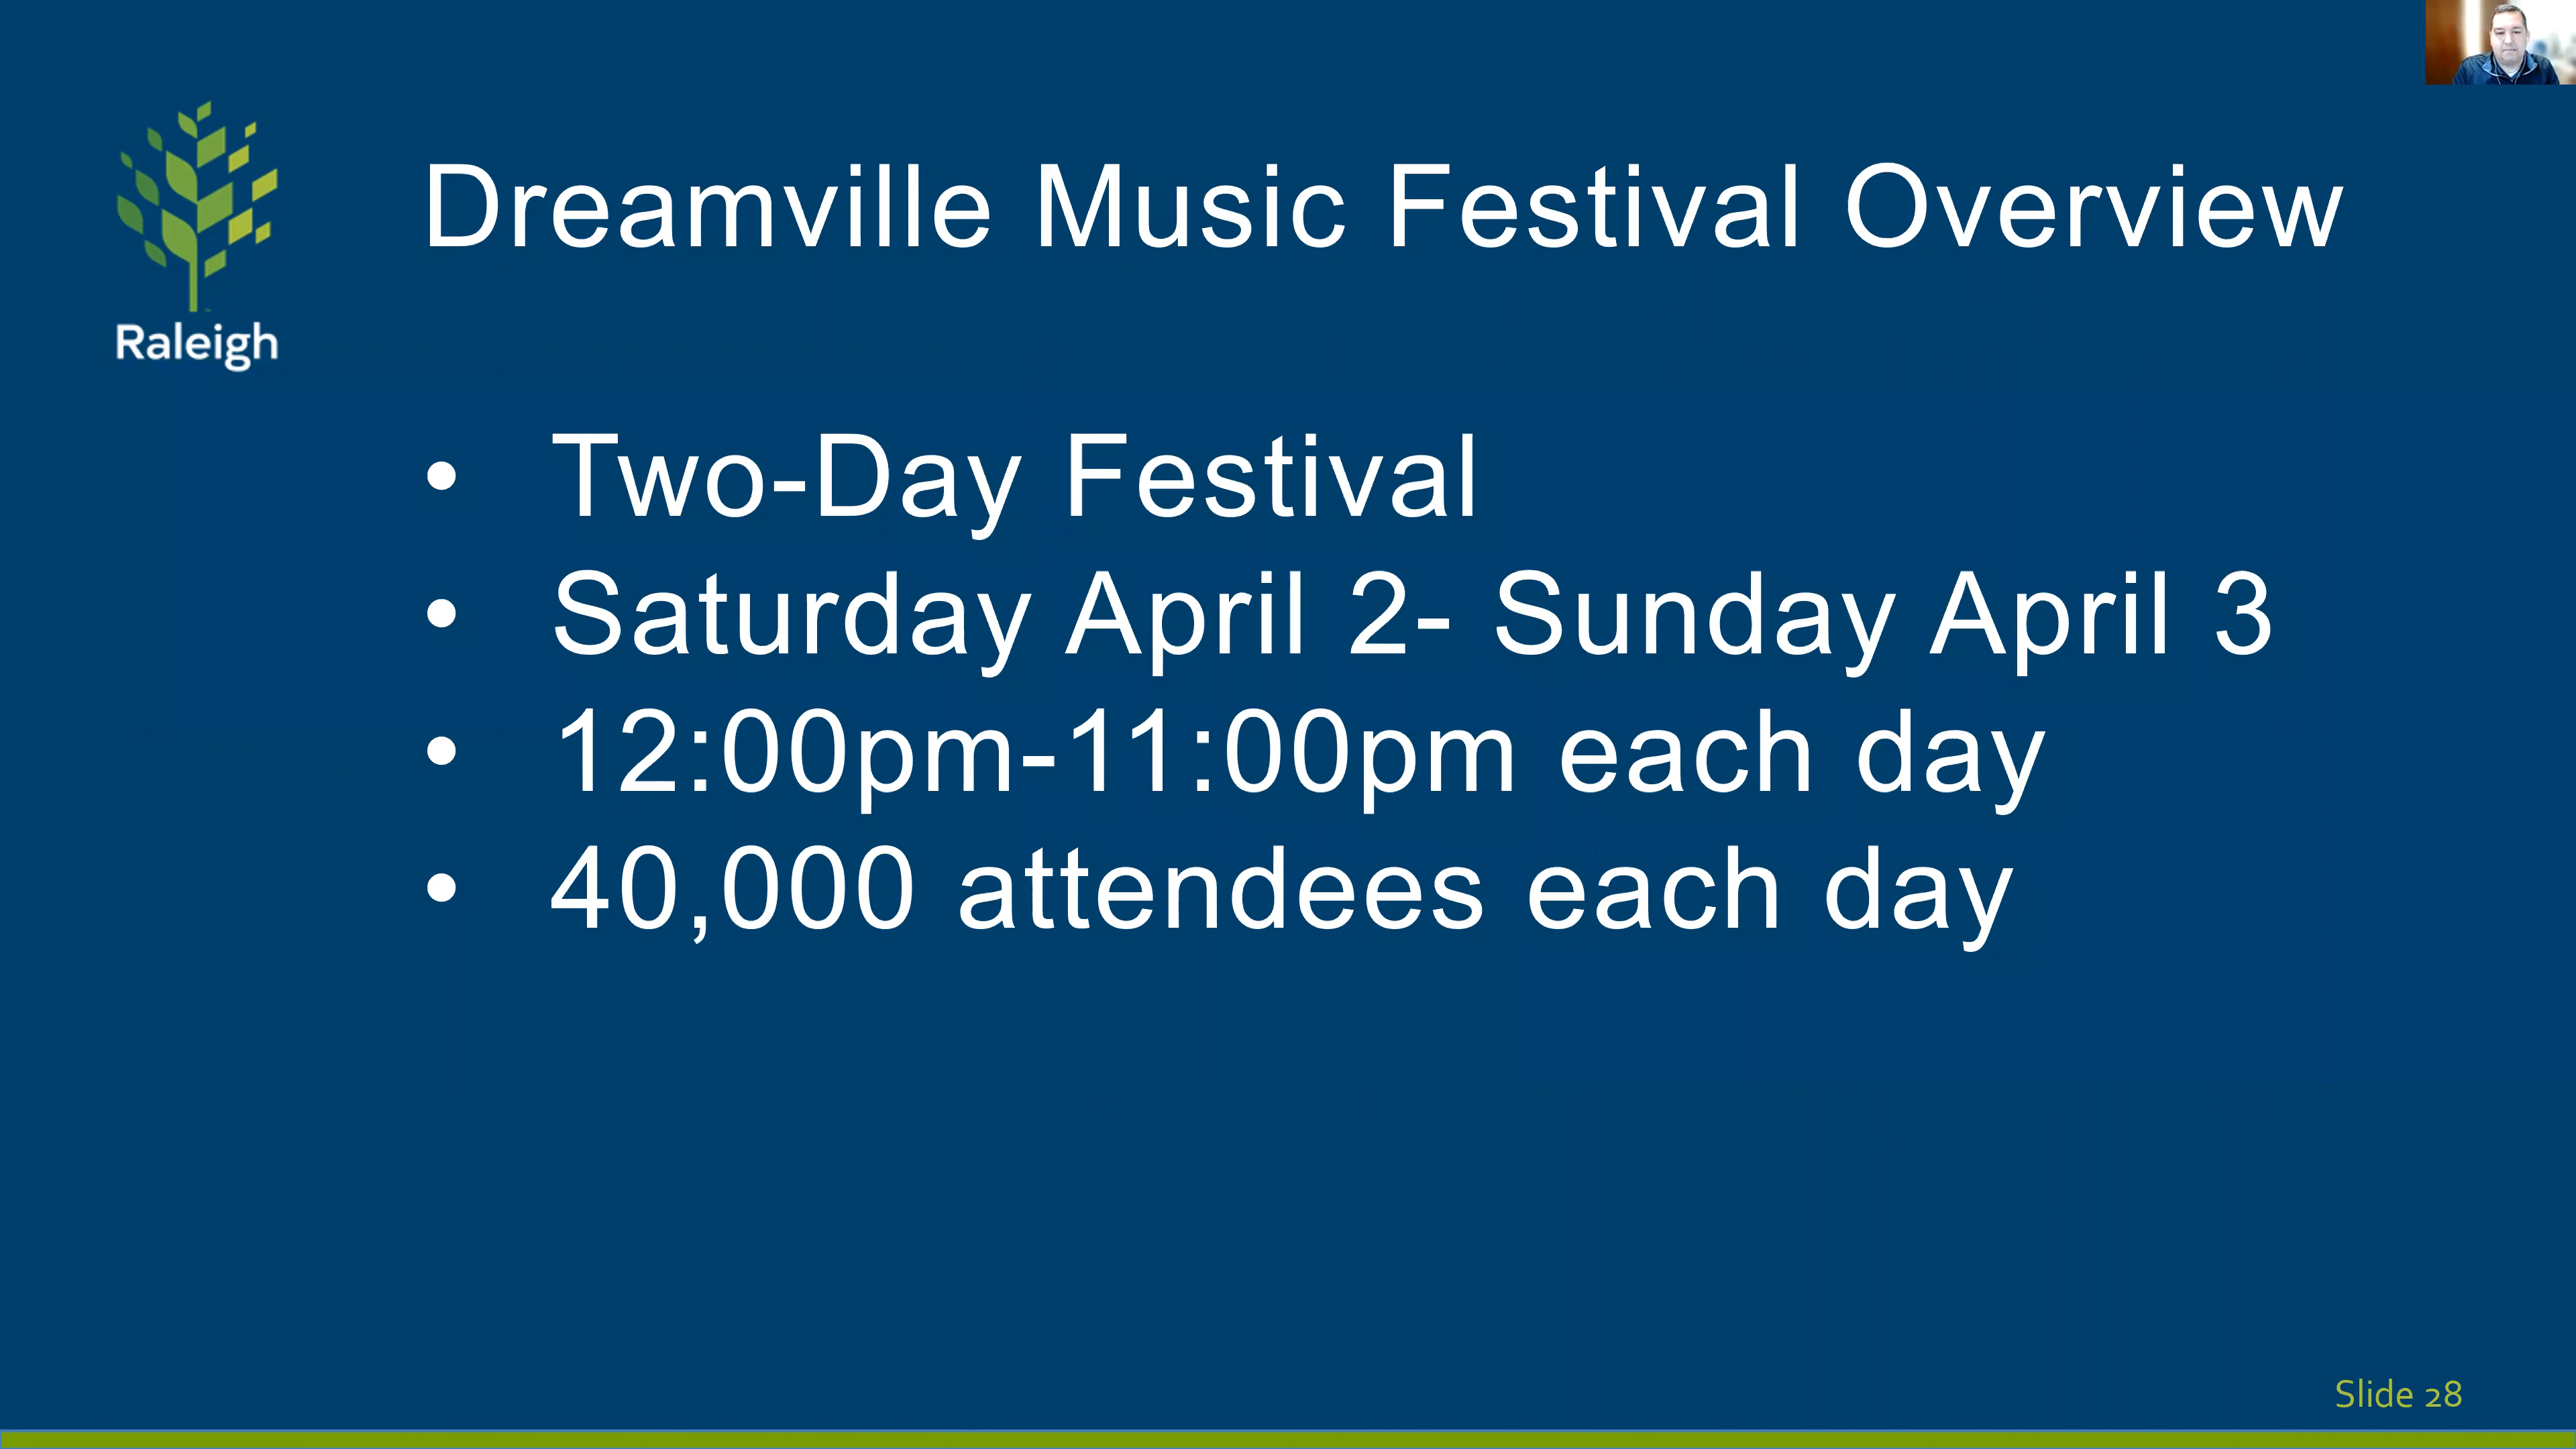 Dreamville Music Festival Overview
Raleigh
• Two-Day Festival
• Saturday April 2- Sunday April 3
• 12:00pm-11:00pm each day
• 40,000 attendees each day
Slide 28